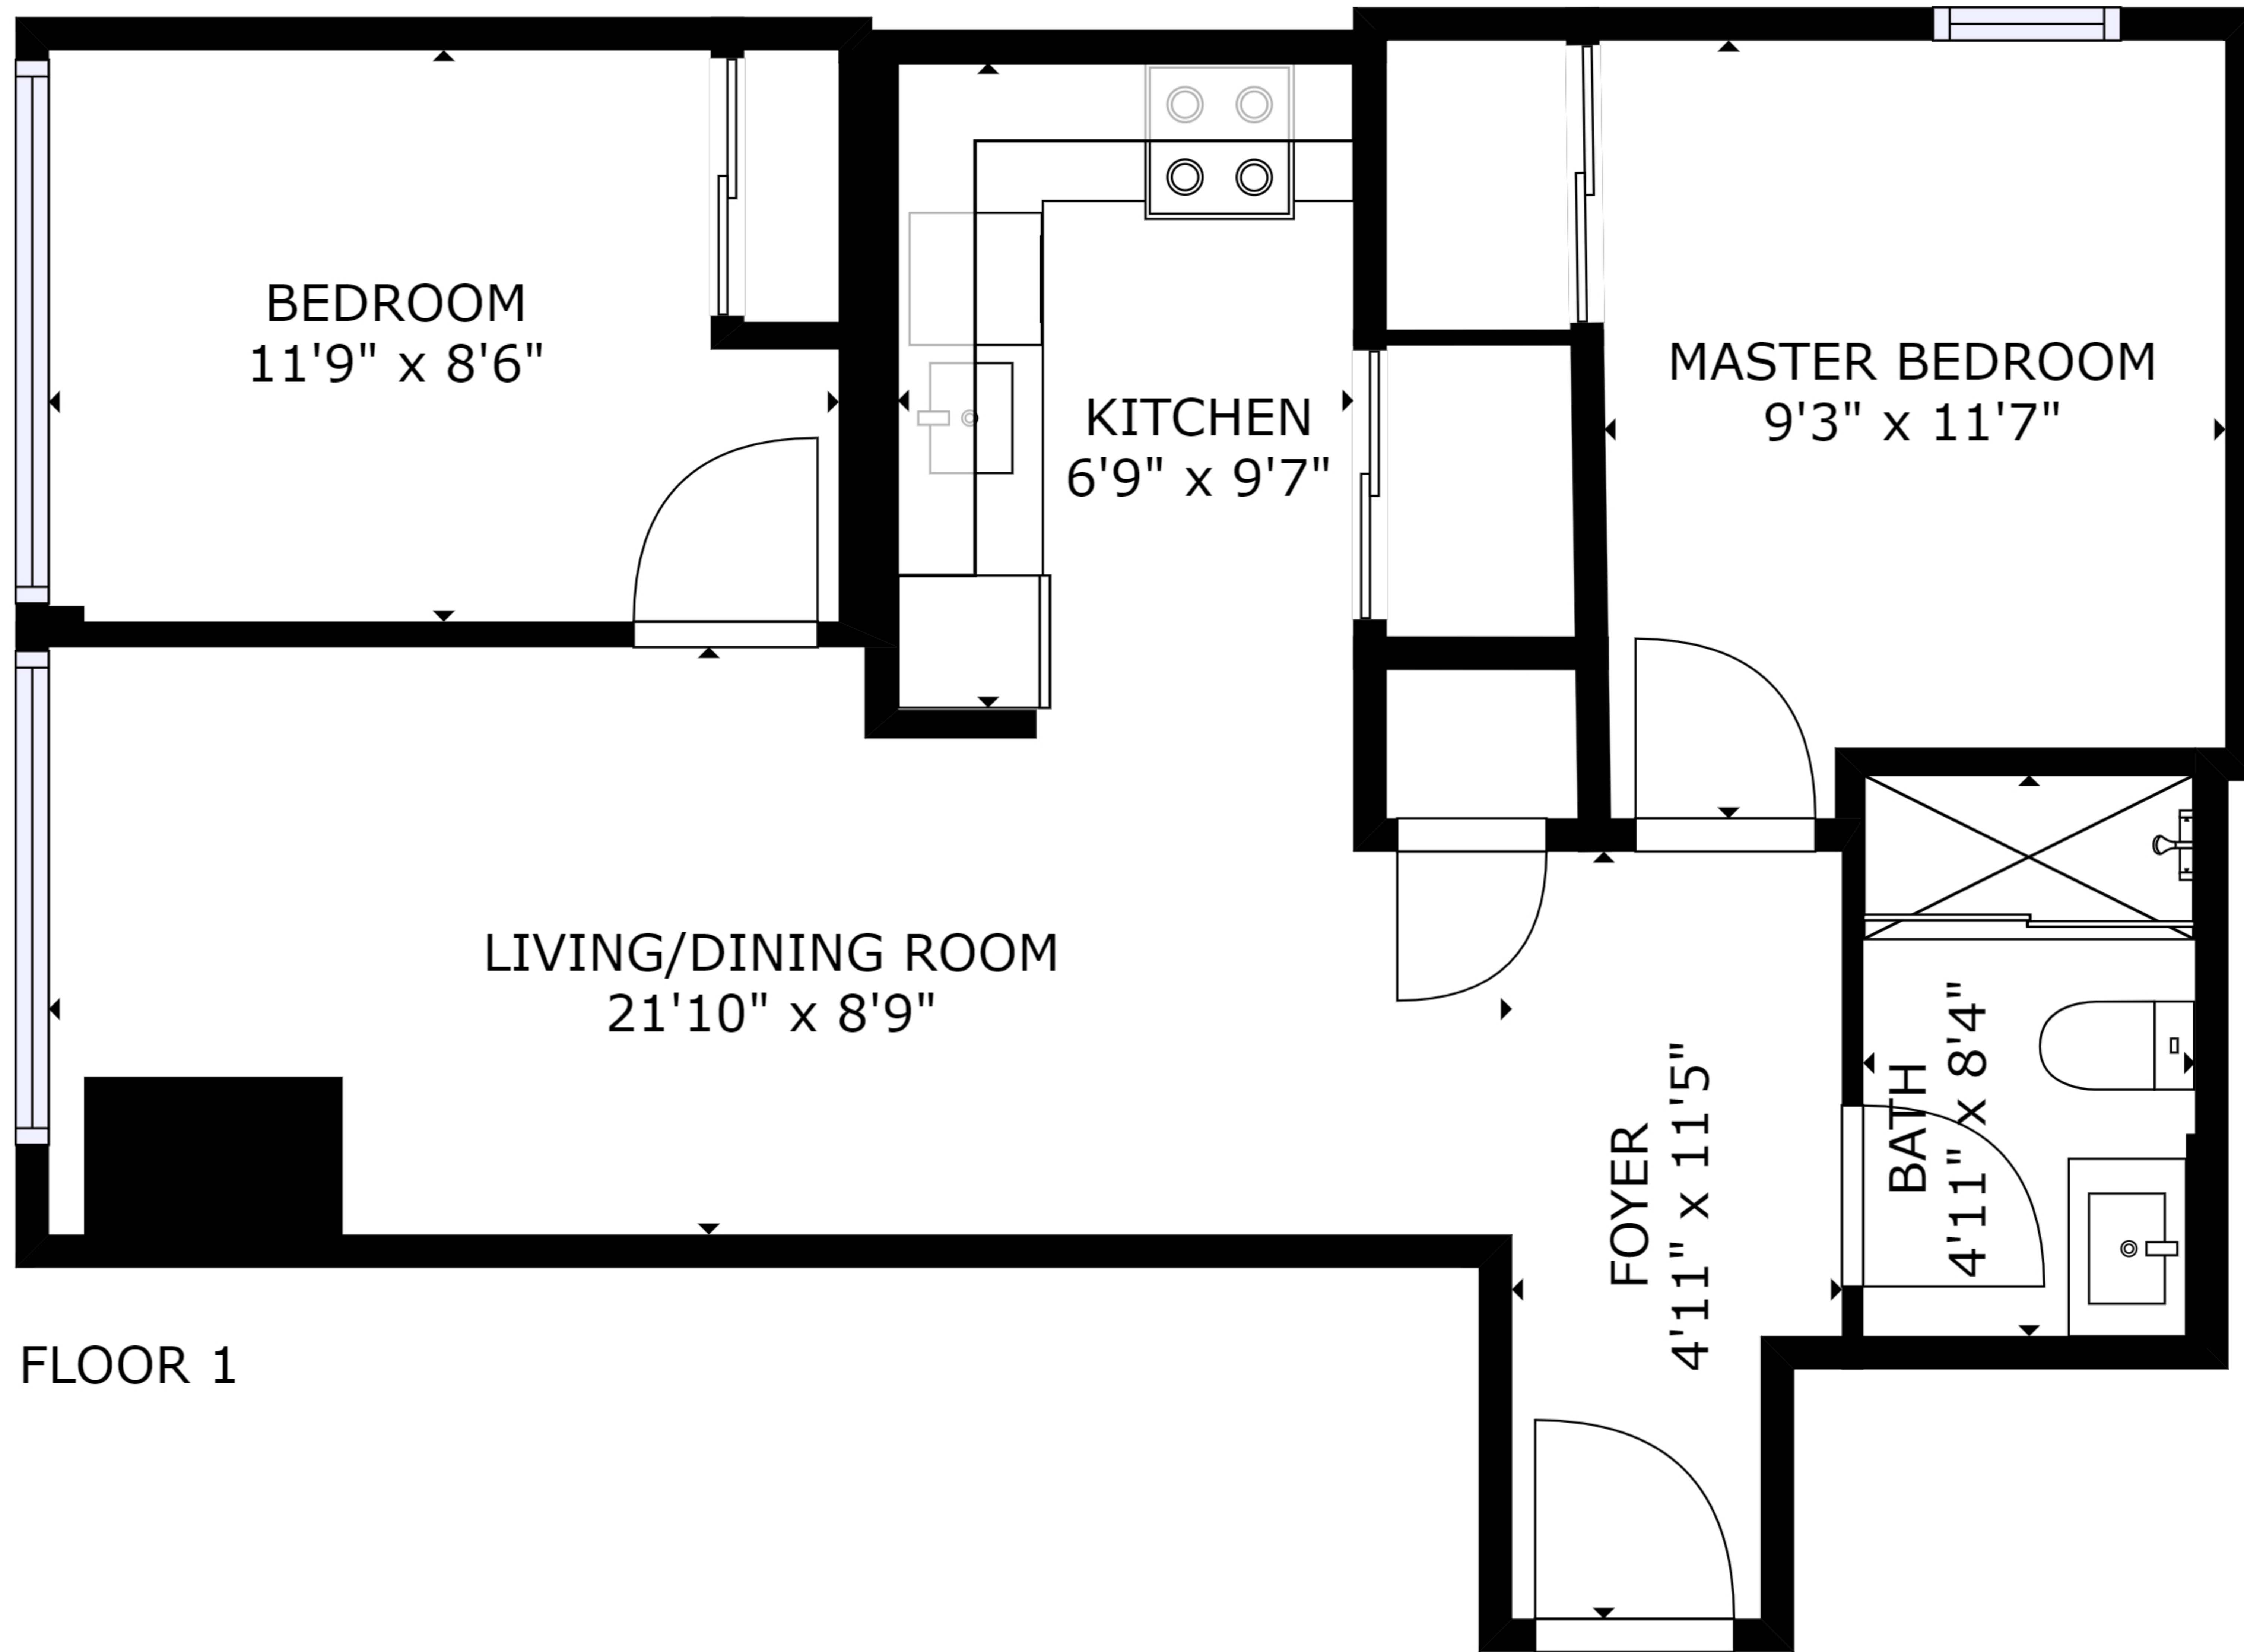 BEDROOM
11'9" x 8'6"
KITCHEN
6'9" x 9'7"
MASTER BEDROOM
9'3" x 11'7"
LIVING/DINING ROOM
21'10" x 8'9"
FOYER
4'11" x 11'5"
BATH
4'11" x 8'4"
FLOOR 1